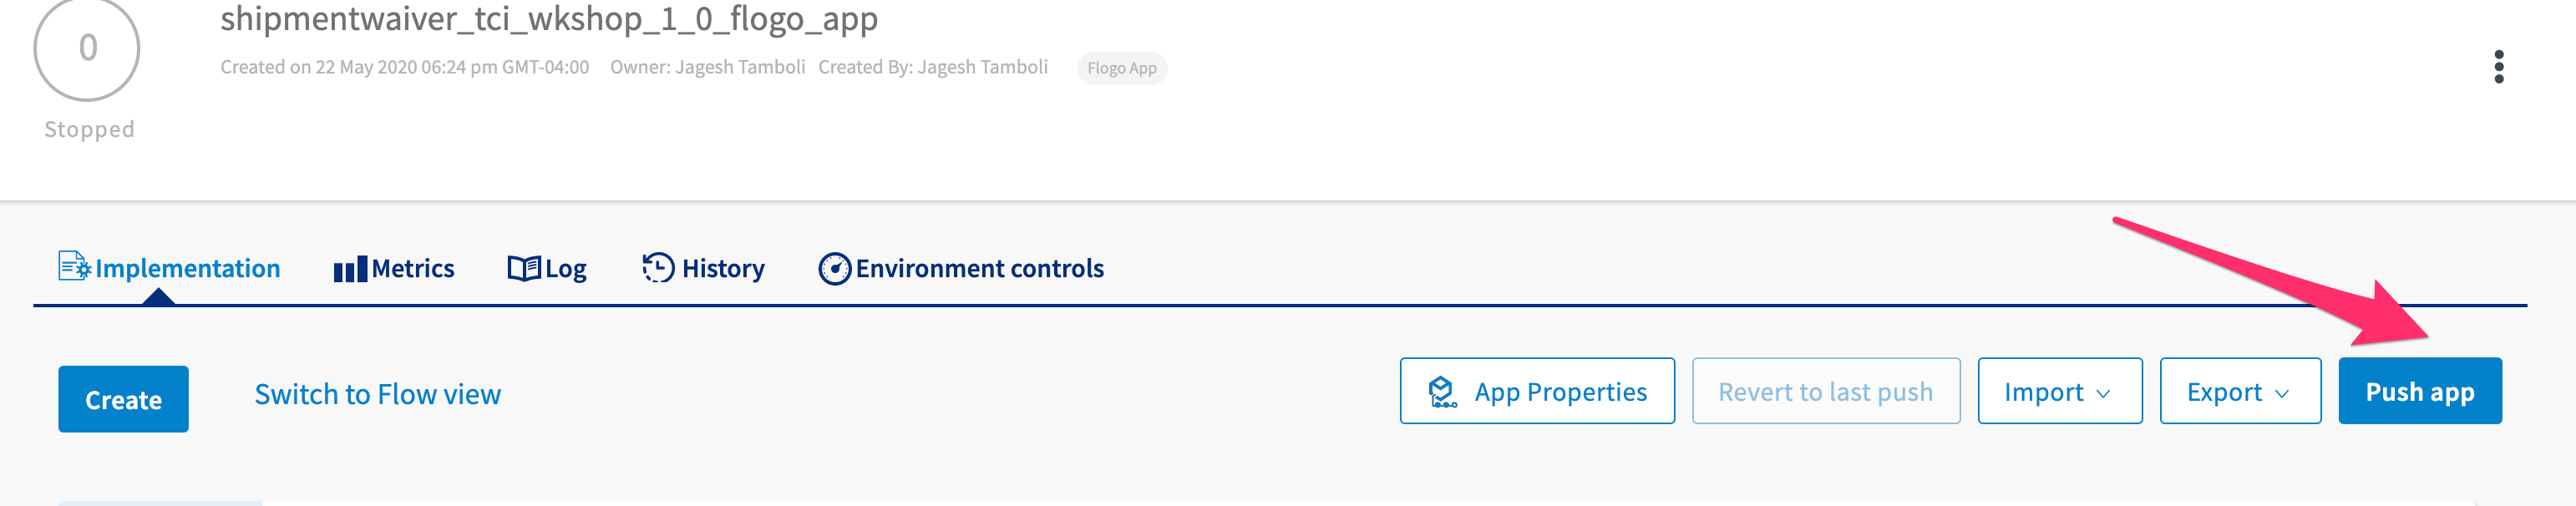 0
Stopped
shipmentwaiver_tci_wkshop_1_0_flogo_app
Created on 22 May 2020 06:24 pm GMT-04:00 Owner: Jagesh Tamboli Created By: Jagesh Tamboli Flogo App
Implementation Metrics Log History Environment controls
Create Switch to Flow view App Properties Revert to last push Import Export Push app